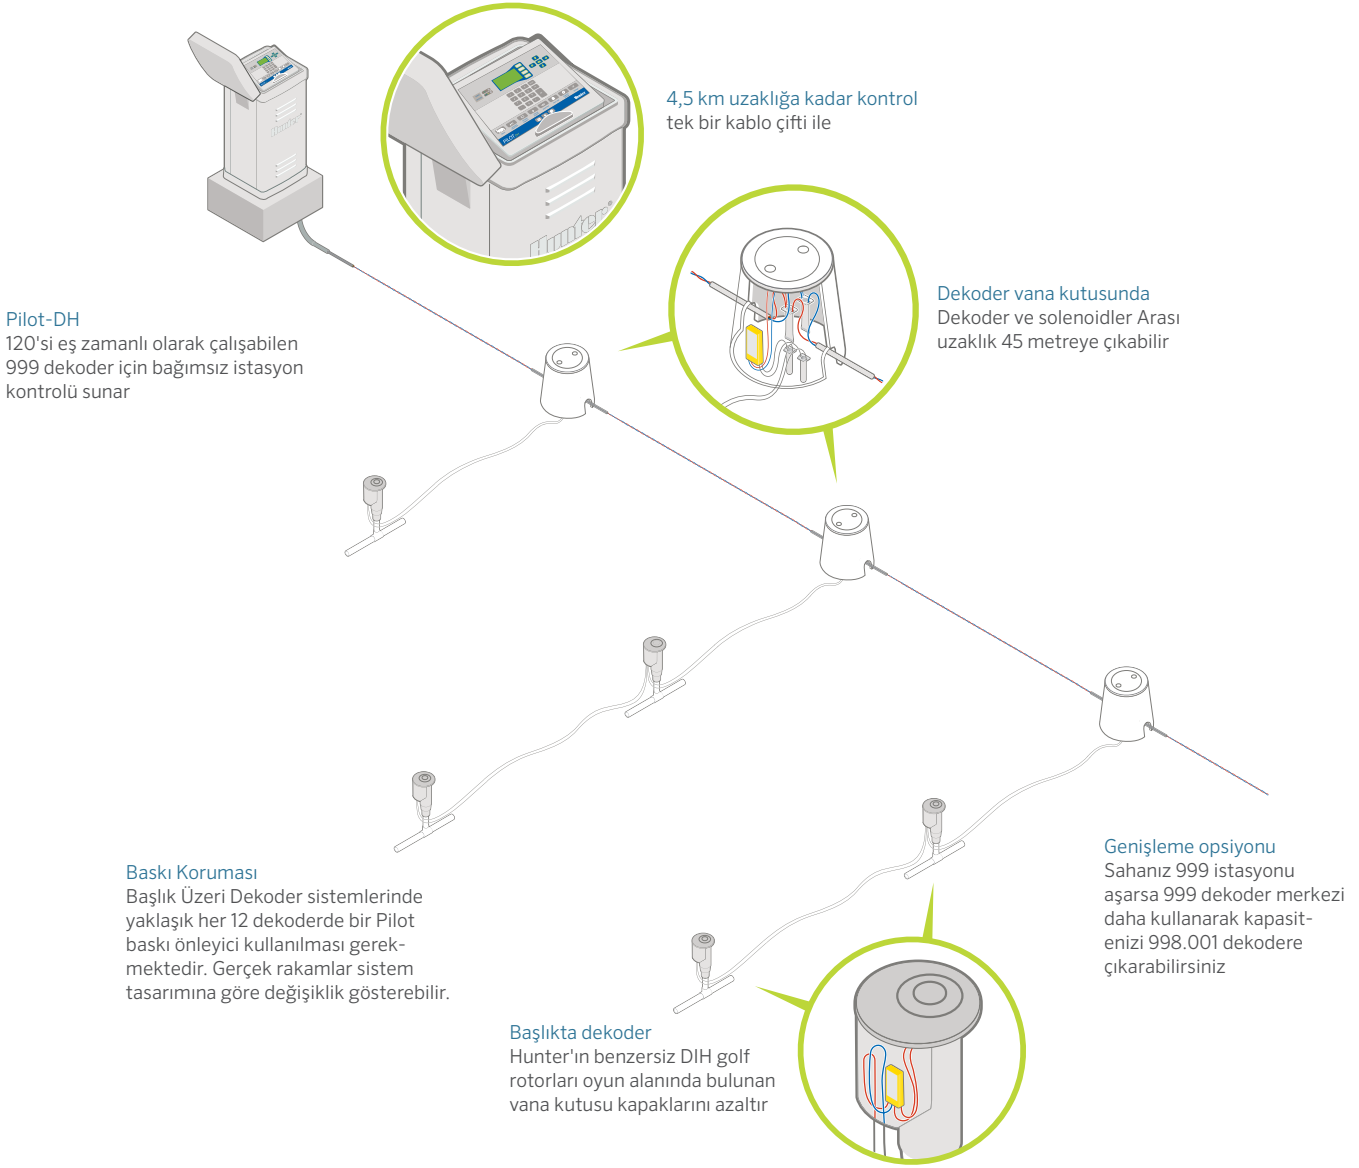 4,5 km uzaklığa kadar kontrol
tek bir kablo çifti ile
PILOT
Hunter
Dekoder vana kutusunda
Dekoder ve solenoidler Arası
uzaklık 45 metreye çıkabilir
Pilot-DH
120'si eş zamanlı olarak çalışabilen
999 dekoder için bağımsız istasyon
kontrolü sunar
Genişleme opsiyonu
Sahanız 999 istasyonu
aşarsa 999 dekoder merkezi
daha kullanarak kapasit-
enizi 998.001 dekodere
çıkarabilirsiniz
Baskı Koruması
Başlık Üzeri Dekoder sistemlerinde
yaklaşık her 12 dekoderde bir Pilot
baskı önleyici kullanılması gerek-
mektedir. Gerçek rakamlar sistem
tasarımına göre değişiklik gösterebilir.
Başlıkta dekoder
Hunter'ın benzersiz DIH golf
rotorları oyun alanında bulunan
vana kutusu kapaklarını azaltır